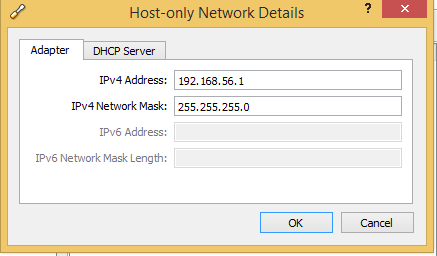 Host-only Network Details
? ×
Adapter DHCP Server
IPv4 Address: 192.168.56.1
IPv4 Network Mask: 255.255.255.0
IPv6 Address:
IPv6 Network Mask Length:
OK Cancel